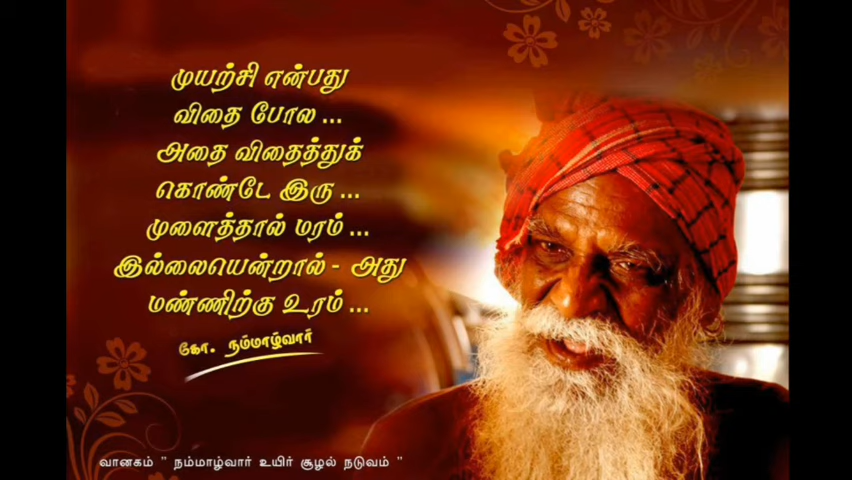 முயற்சி என்பது
விதை போல ...
அதை விதைத்துக்
கொண்டே இரு ...
முளைத்தால் மரம் ...
இல்லையென்றால் - அது
மண்ணிற்கு உரம் ...
கோ. நம்மாழ்வார்
வானகம் " நம்மாழ்வார் உயிர் சூழல் நடுவம் "